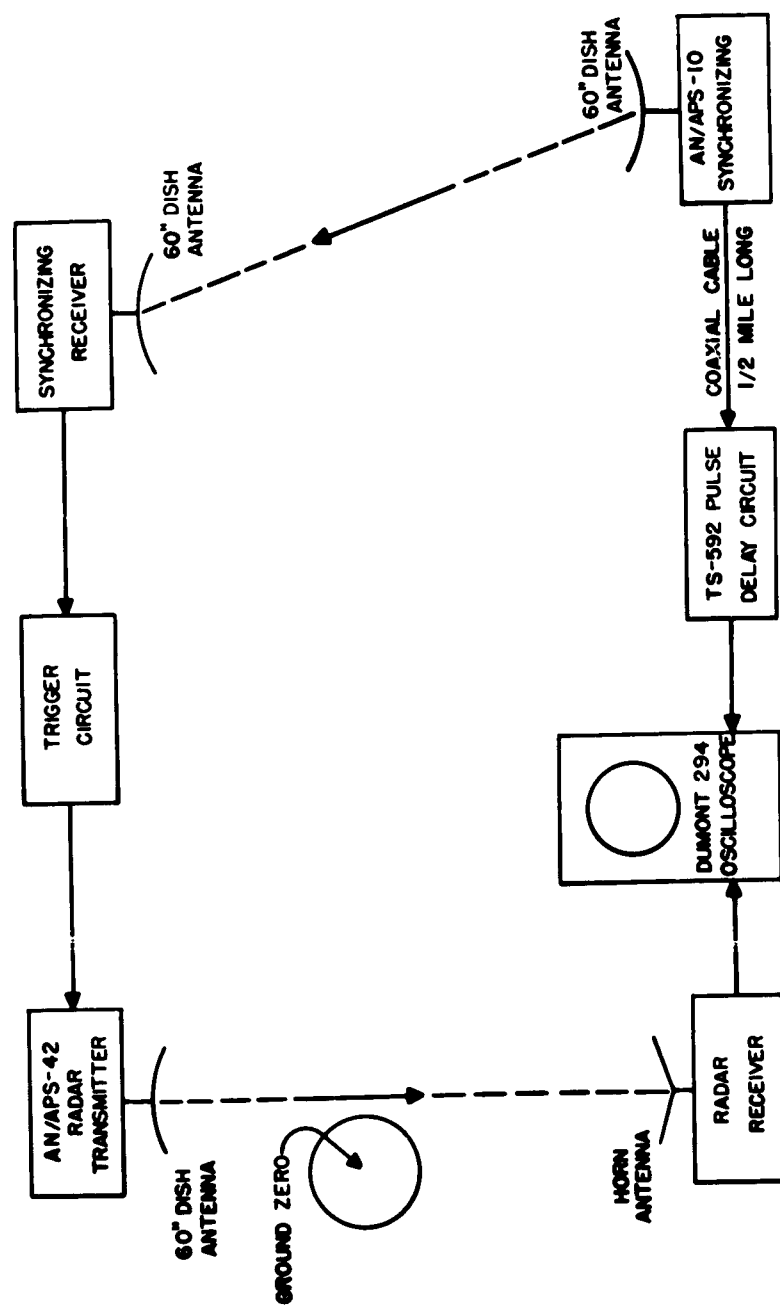 AN/APS-42
RADAR
TRANSMITTER
TRIGGER
CIRCUIT
SYNCHRONIZING
RECEIVER
60" DISH
ANTENNA
60" DISH
ANTENNA
GROUND ZERO
HORN
ANTENNA
60" DISH
ANTENNA
RADAR
RECEIVER
DUMONT 294
OSCILLOSCOPE
TS-592 PULSE
DELAY CIRCUIT
COAXIAL CABLE
1/2 MILE LONG
AN/APS-10
SYNCHRONIZING